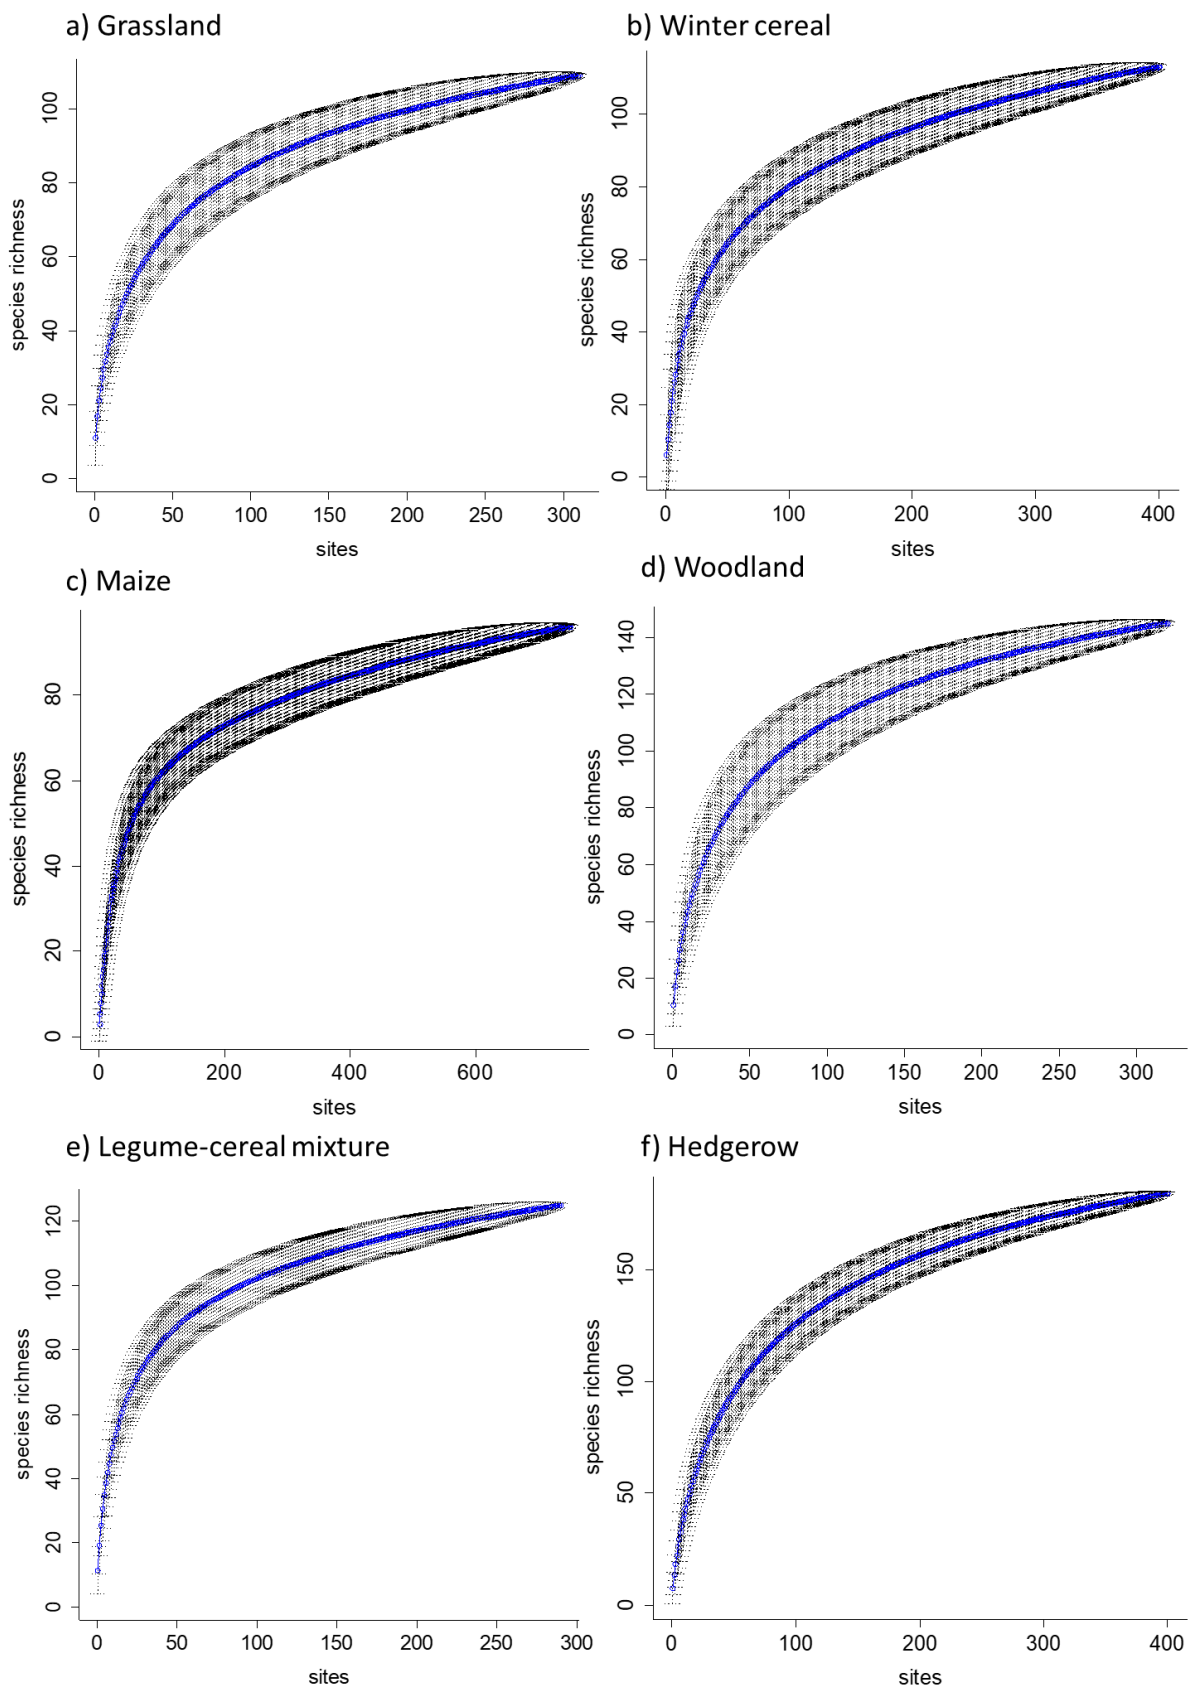 a) Grassland
species richness
0 20 40 60 80 100
0 50 100 150 200 250 300
sites
b) Winter cereal
species richness
0 20 40 60 80 100
0 100 200 300 400
sites
c) Maize
species richness
0 20 40 60 80
0 200 400 600
sites
d) Woodland
species richness
0 20 40 60 80 100 120 140
0 50 100 150 200 250 300
sites
e) Legume-cereal mixture
species richness
0 20 40 60 80 100 120
0 50 100 150 200 250 300
sites
f) Hedgerow
species richness
0 50 100 150
0 100 200 300 400
sites